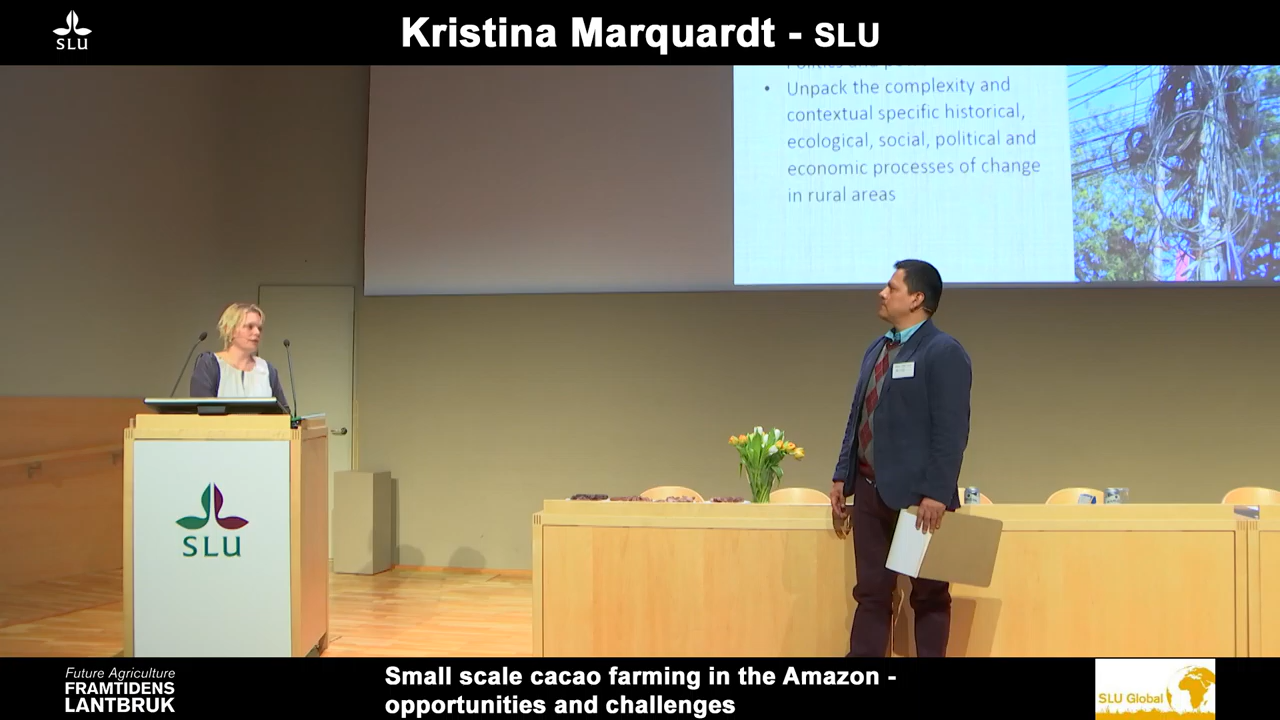 Kristina Marquardt - SLU
SLU
• Unpack the complexity and
contextual specific historical,
ecological, social, political and
economic processes of change
in rural areas
SLU
Future Agriculture
FRAMTIDENS
LANTBRUK
Small scale cacao farming in the Amazon -
opportunities and challenges
SLU Global